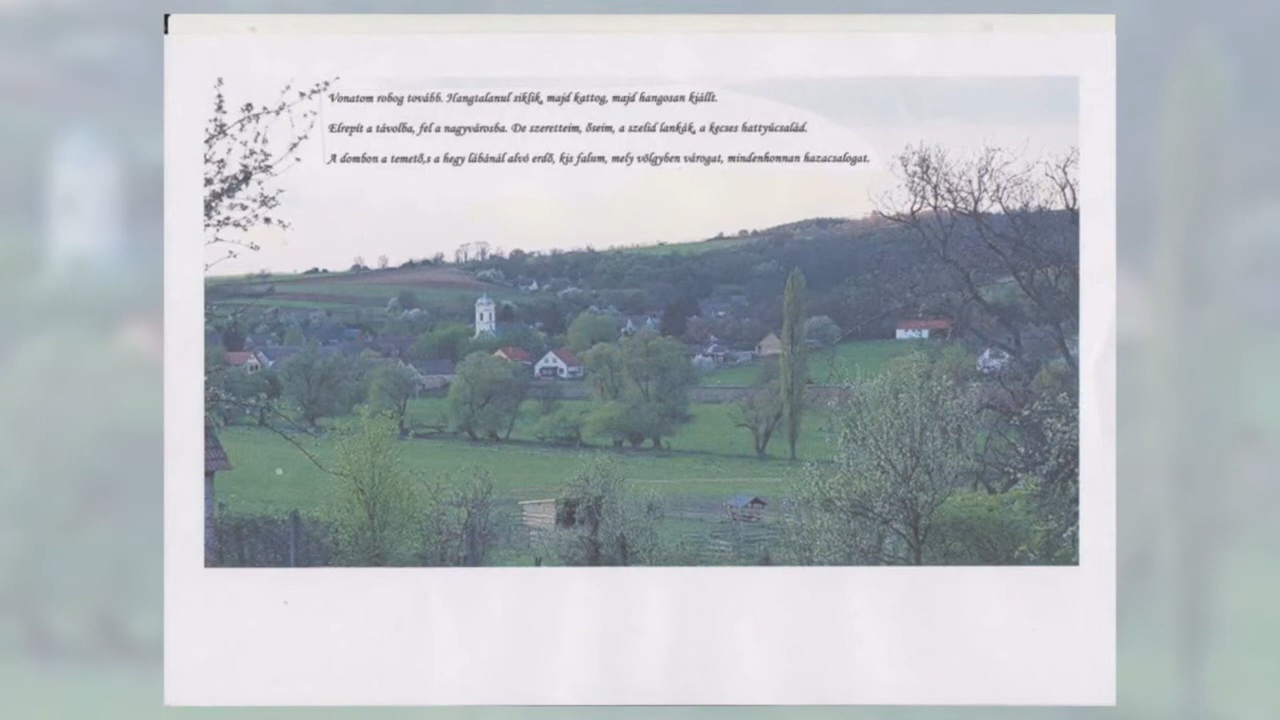 Vonatom robog tovább. Hangtalanul siklik, majd kattog, majd hangosan kiállt.
Elrepít a távolba, fel a nagyvárosba. De szeretteim, őseim, a szelíd lankák, a kecses hattyúcsalád.
A dombon a temető,s a hegy lábánál alvó erdő, kis falum, mely völgyben várogat, mindenhonnan hazacsalogat.